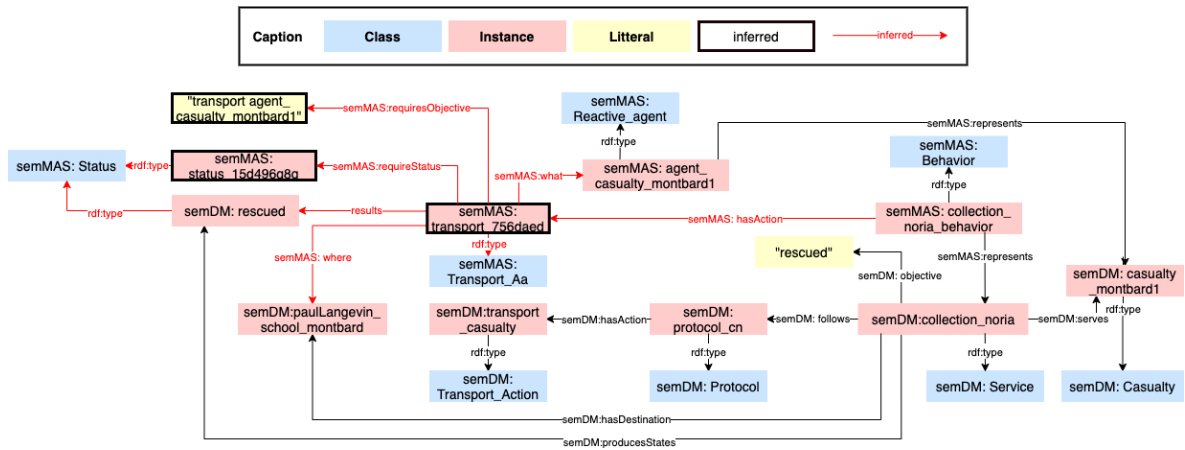 Caption
Class
Instance
Litteral
inferred
inferred
"transport agent_
casualty_montbard1"
semMAS:requiresObjective
semMAS:
Reactive_agent
semMAS:represents
rdf:type
semMAS:
Behavior
semMAS: Status
rdf:type
semMAS:
status_15d496g8g
semMAS:requireStatus
semMAS:what
semMAS: agent_
casualty_montbard1
rdf:type
rdf:type
semDM: rescued
results
semMAS:
transport_756daed
semMAS: hasAction
semMAS: collection_
noria_behavior
rdf:type
semMAS: where
semMAS:
Transport_Aa
"rescued"
semDM: objective
semMAS:represents
semDM: casualty
_montbard1
semDM:paulLangevin_
school_montbard
semDM:transport
_casualty
semDM:hasAction
semDM:
protocol_cn
semDM: follows
semDM:collection_noria
semDM:serves
rdf:type
rdf:type
rdf:type
rdf:type
semDM:
Transport_Action
semDM: Protocol
semDM: Service
semDM: Casualty
semDM:hasDestination
semDM:producesStates